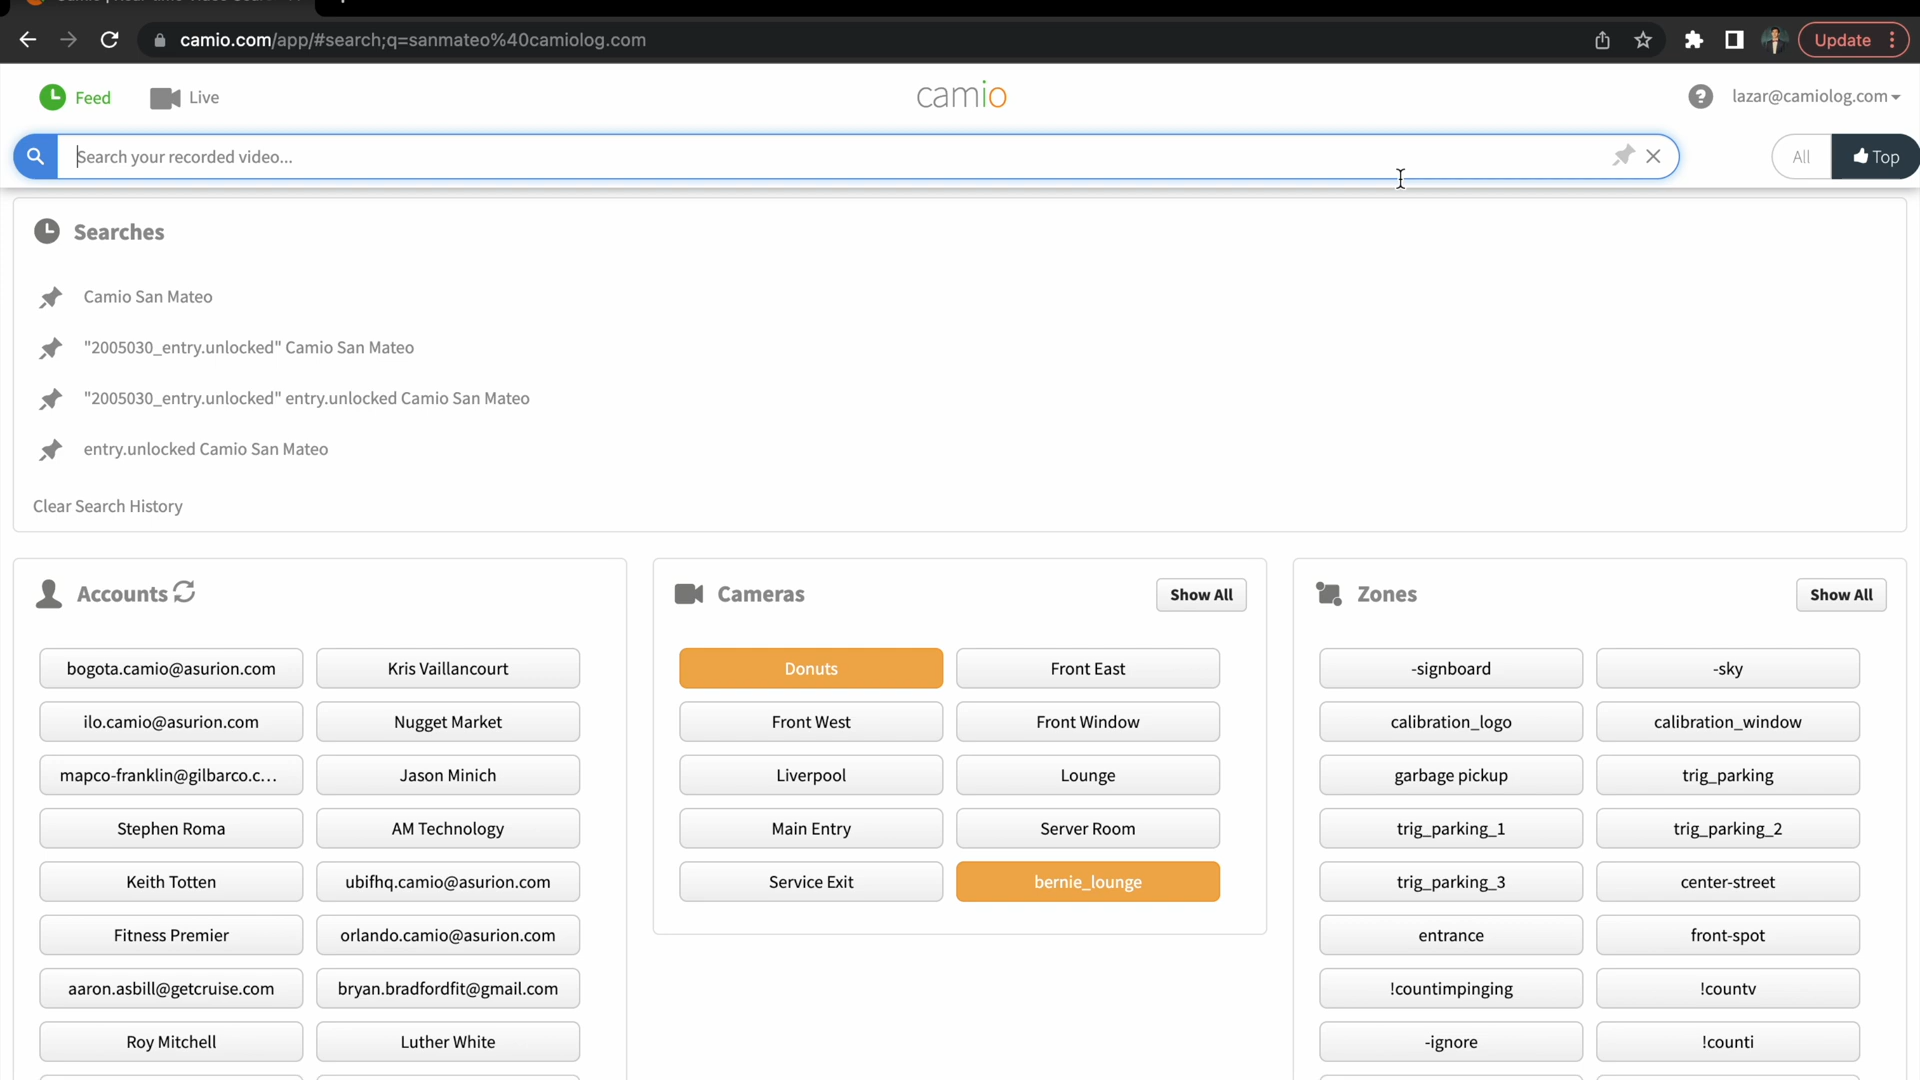 camio.com/app/#search;q=sanmateo%40camiolog.com
Update
Feed
Live
camio
?
lazar@camiolog.com
Search your recorded video...
All
Top
Searches
Camio San Mateo
"2005030_entry.unlocked" Camio San Mateo
"2005030_entry.unlocked" entry.unlocked Camio San Mateo
entry.unlocked Camio San Mateo
Clear Search History
Accounts
bogota.camio@asurion.com
Kris Vaillancourt
ilo.camio@asurion.com
Nugget Market
mapco-franklin@gilbarco.c...
Jason Minich
Stephen Roma
AM Technology
Keith Totten
ubifhq.camio@asurion.com
Fitness Premier
orlando.camio@asurion.com
aaron.asbill@getcruise.com
bryan.bradfordfit@gmail.com
Roy Mitchell
Luther White
Cameras
Show All
Donuts
Front East
Front West
Front Window
Liverpool
Lounge
Main Entry
Server Room
Service Exit
bernie_lounge
Zones
Show All
-signboard
-sky
calibration_logo
calibration_window
garbage pickup
trig_parking
trig_parking_1
trig_parking_2
trig_parking_3
center-street
entrance
front-spot
!countimpinging
!countv
-ignore
!counti